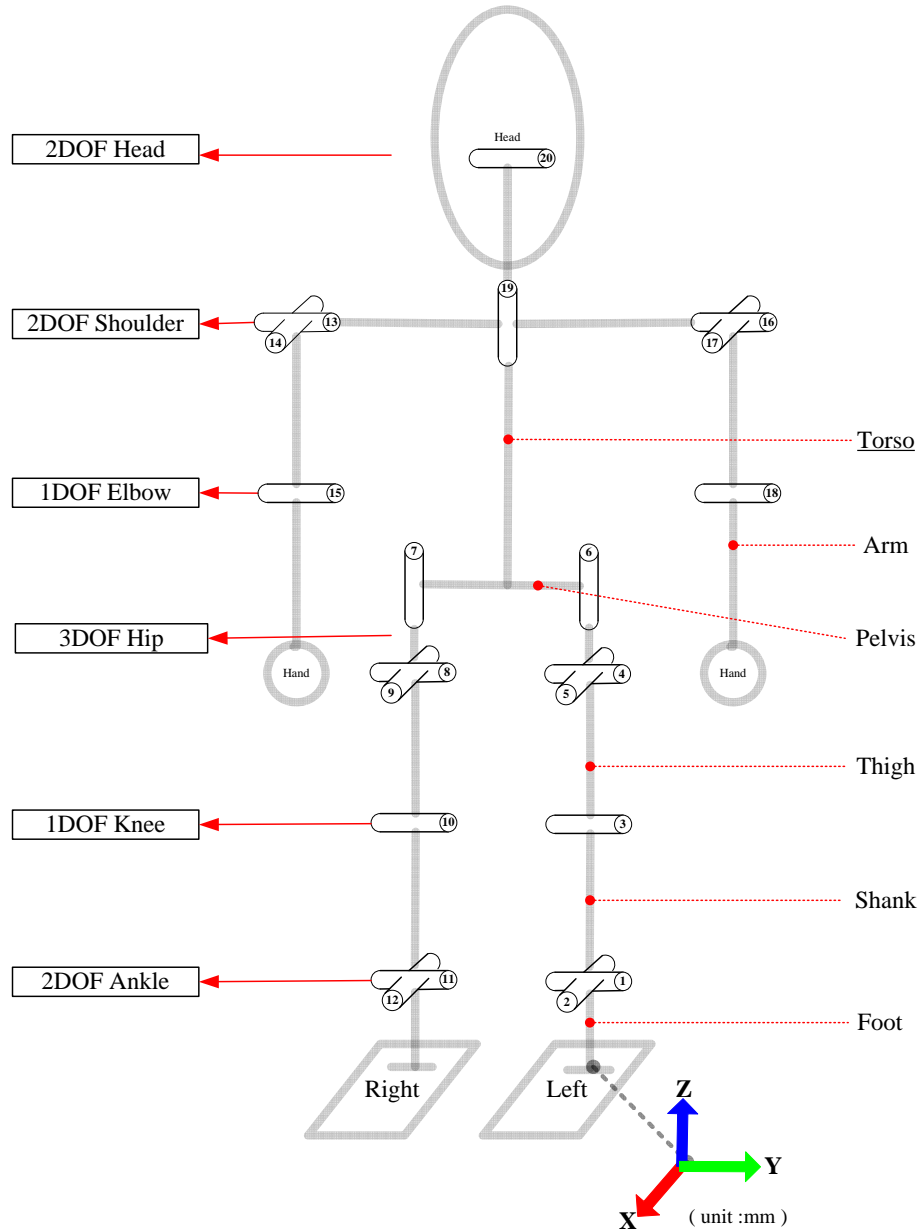 Head
2DOF Head
20
19
2DOF Shoulder
13
14
16
17
Torso
1DOF Elbow
15
18
Arm
7
6
3DOF Hip
Pelvis
Hand
8
9
4
5
Hand
Thigh
1DOF Knee
10
3
Shank
2DOF Ankle
11
12
1
2
Foot
Right
Left
Z
Y
X
( unit :mm )